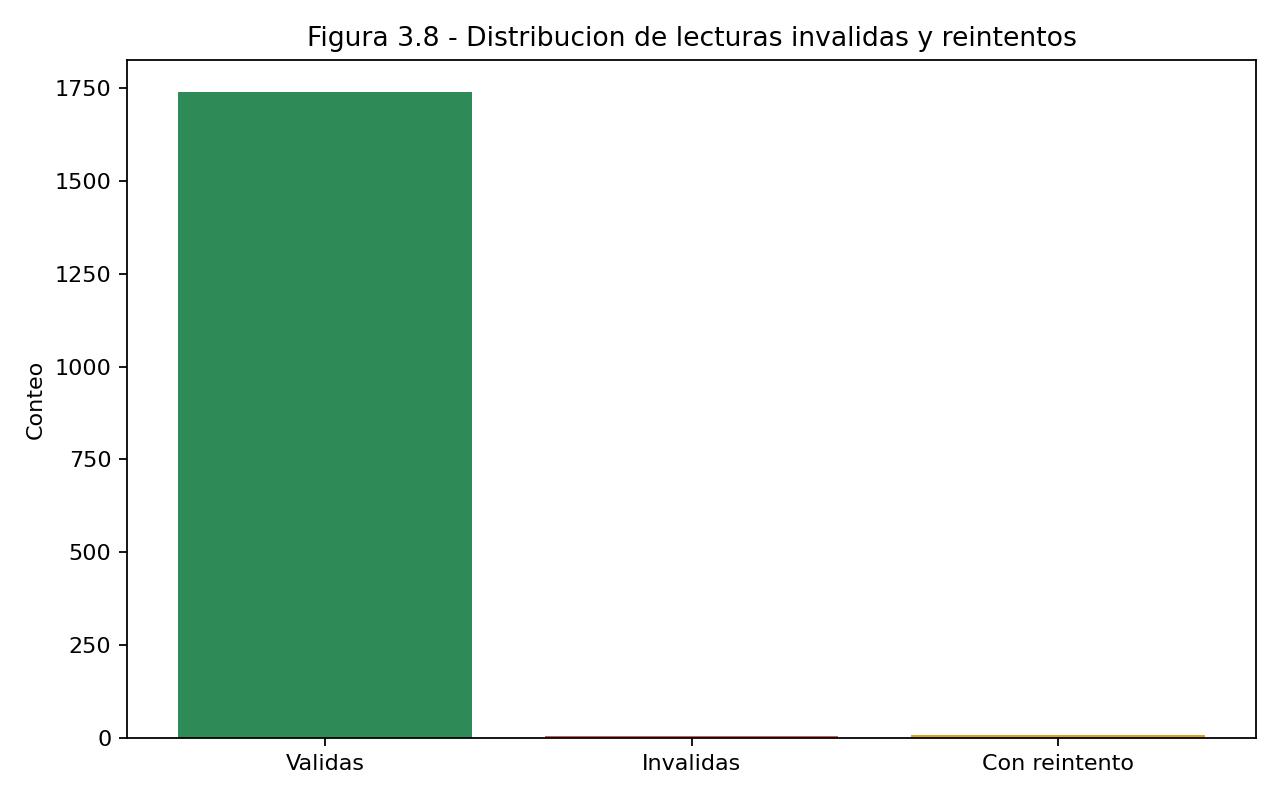 Figura 3.8 - Distribucion de lecturas invalidas y reintentos
1750
1500
1250
1000
750
500
250
0
Conteo
Validas
Invalidas
Con reintento